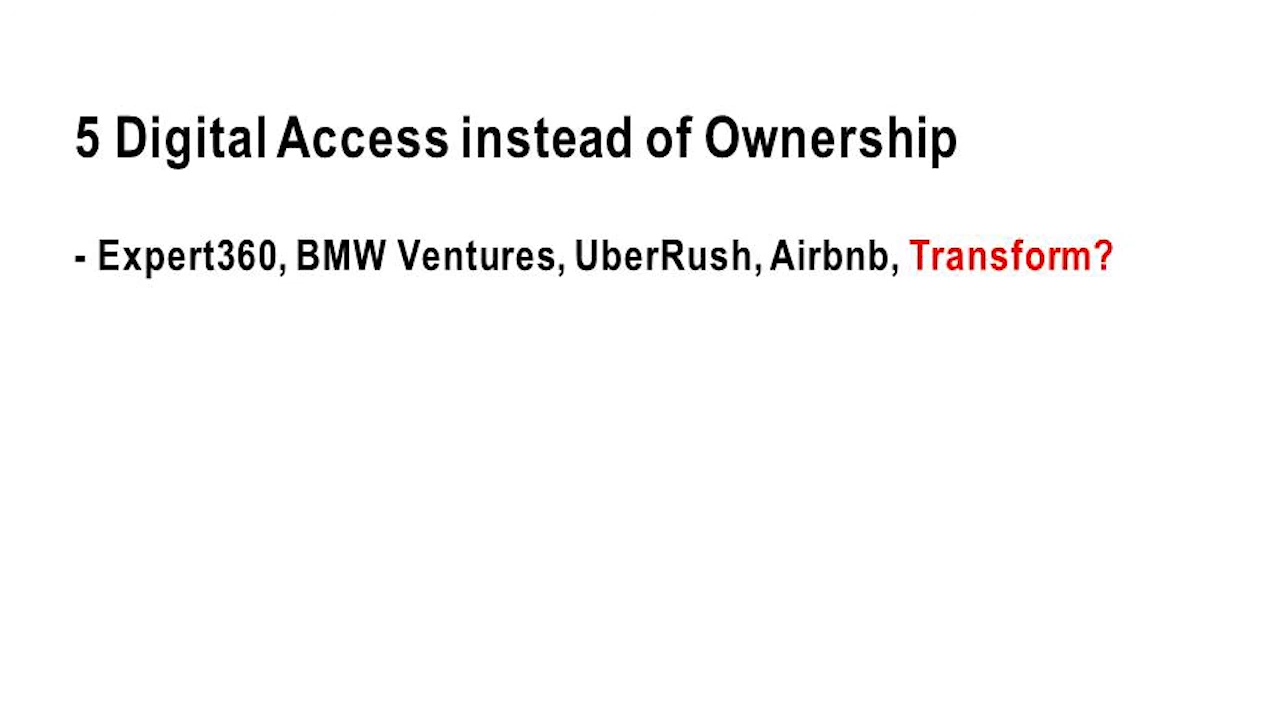 5 Digital Access instead of Ownership
- Expert360, BMW Ventures, UberRush, Airbnb, Transform?